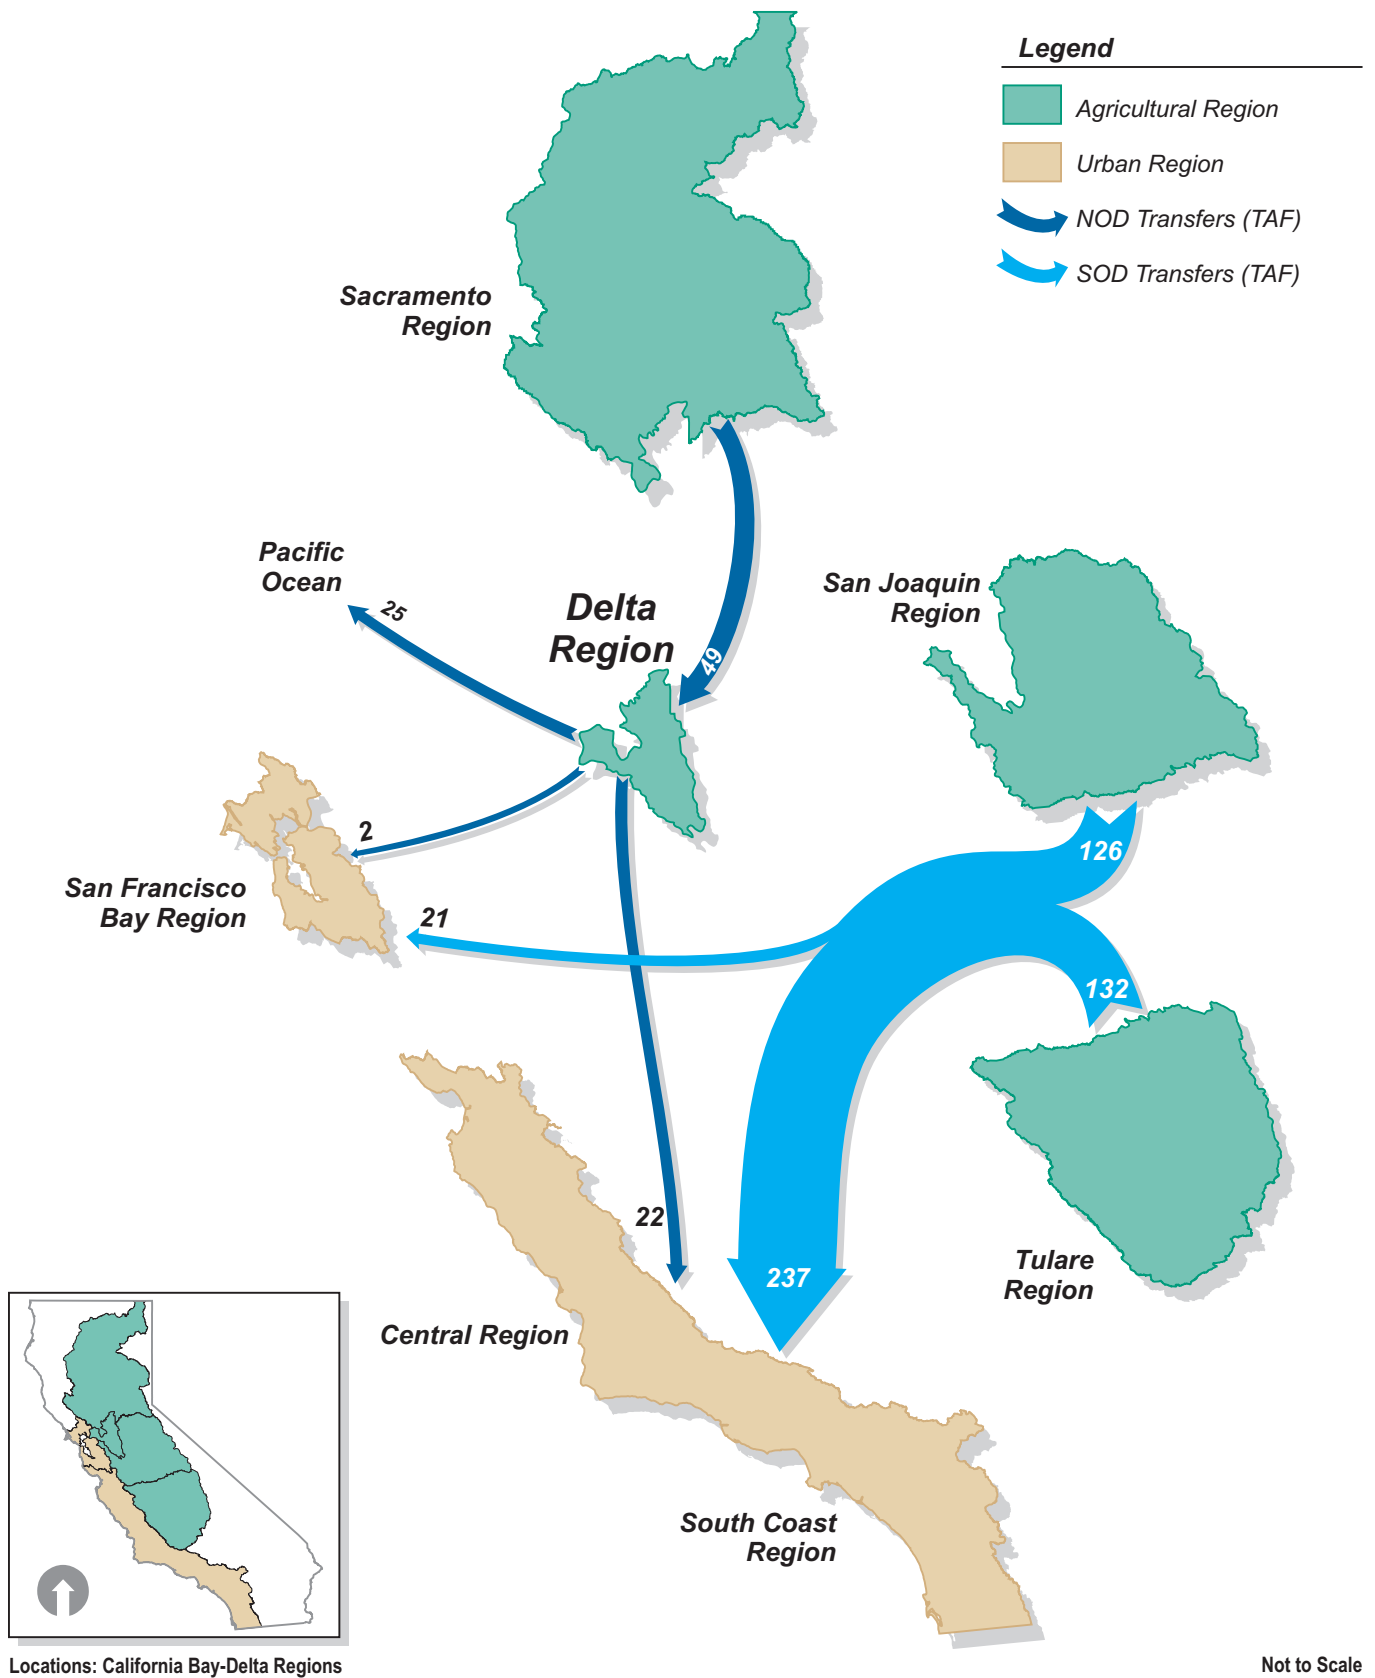 Legend
Agricultural Region
Urban Region
NOD Transfers (TAF)
SOD Transfers (TAF)
Sacramento
Region
Pacific
Ocean
25
Delta
Region
49
San Joaquin
Region
2
126
San Francisco
Bay Region
21
132
22
237
Tulare
Region
Central Region
South Coast
Region
Locations: California Bay-Delta Regions
Not to Scale